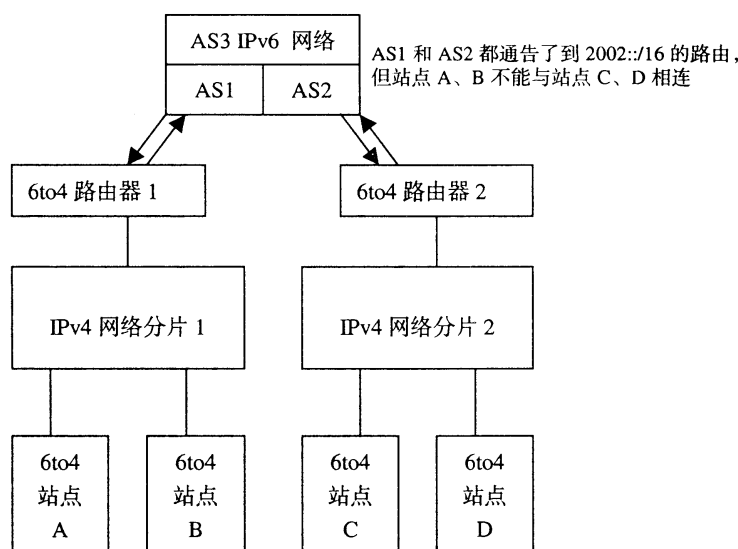 AS3 IPv6 网络
AS1
AS2
AS1 和 AS2 都通告了到 2002::/16 的路由，
但站点 A、B 不能与站点 C、D 相连
6to4 路由器 1
6to4 路由器 2
IPv4 网络分片 1
IPv4 网络分片 2
6to4
站点
A
6to4
站点
B
6to4
站点
C
6to4
站点
D